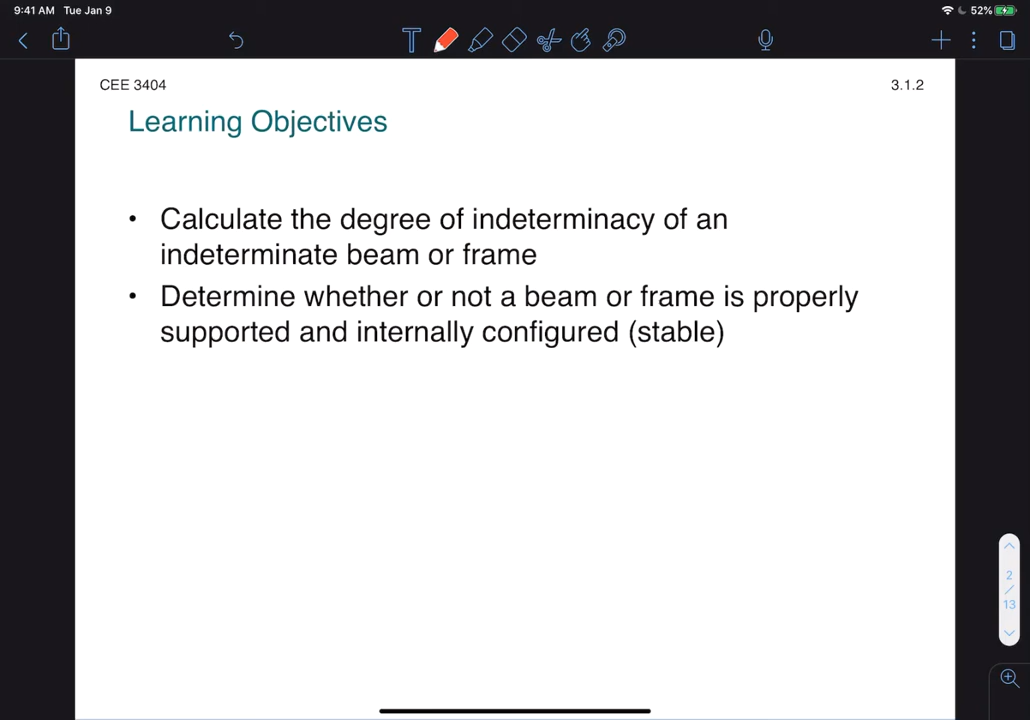 9:41 AM Tue Jan 9
52%
CEE 3404
3.1.2
Learning Objectives
• Calculate the degree of indeterminacy of an
indeterminate beam or frame
• Determine whether or not a beam or frame is properly
supported and internally configured (stable)
2
/
13